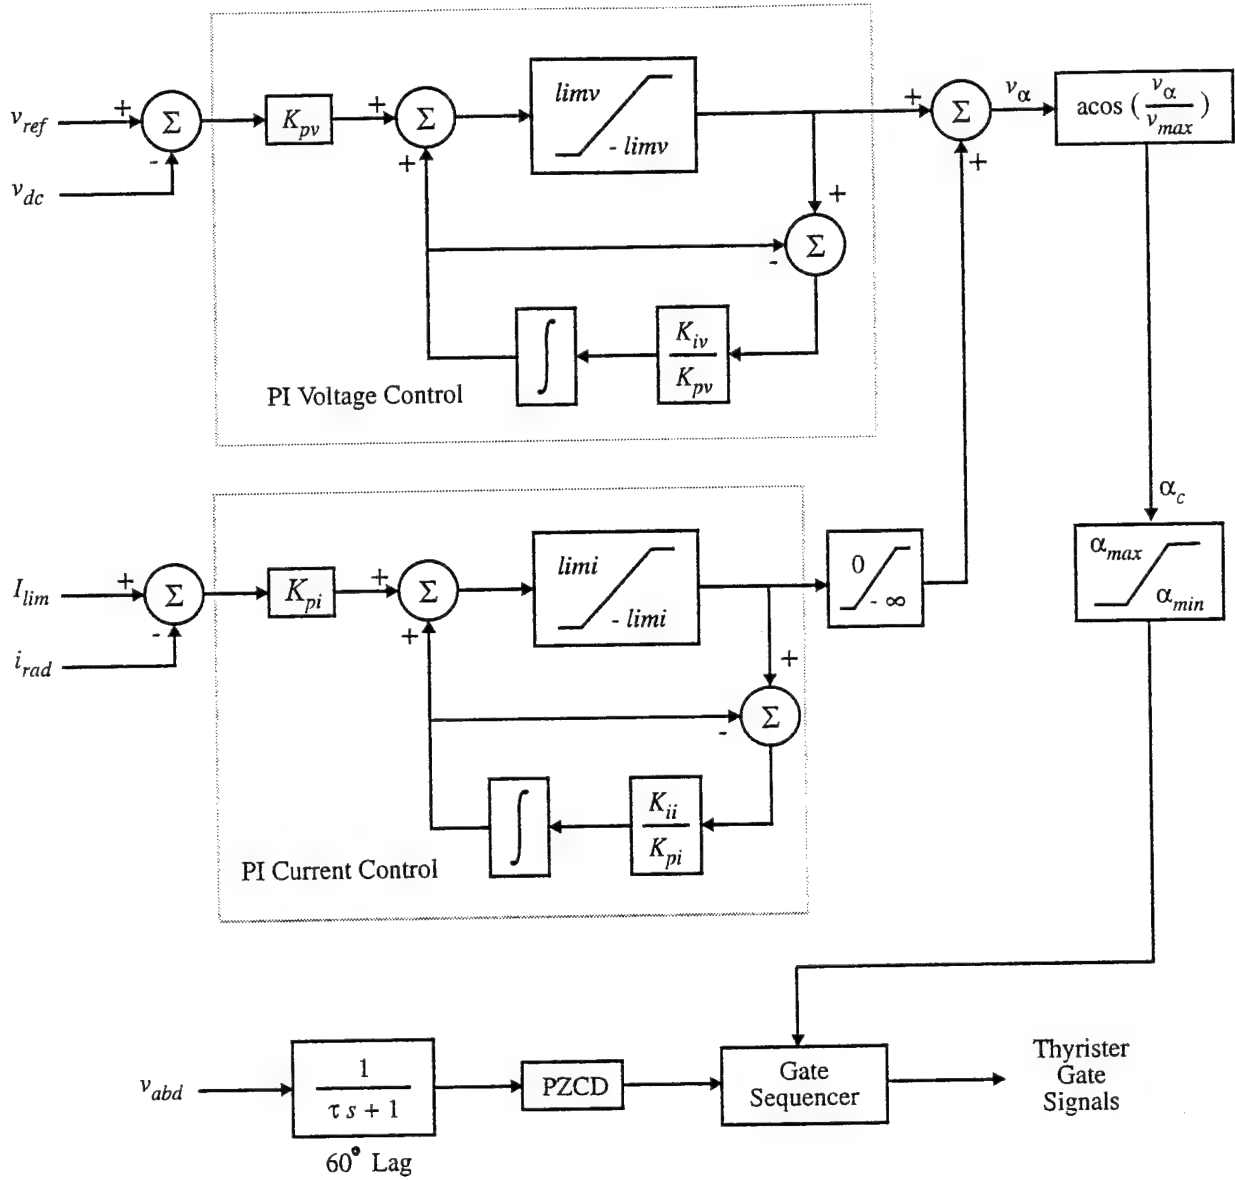 v_ref
+
Σ
-
v_dc
K_pv
+
Σ
+
limv
- limv
+
Σ
-
K_iv
K_pv
∫
PI Voltage Control
+
Σ
+
v_α
acos ( v_α / v_max )
α_c
α_max
α_min
I_lim
+
Σ
-
i_rad
K_pi
+
Σ
+
limi
- limi
0
- ∞
+
Σ
-
K_ii
K_pi
∫
PI Current Control
v_abd
1
τ s + 1
60° Lag
PZCD
Gate
Sequencer
Thyrister
Gate
Signals